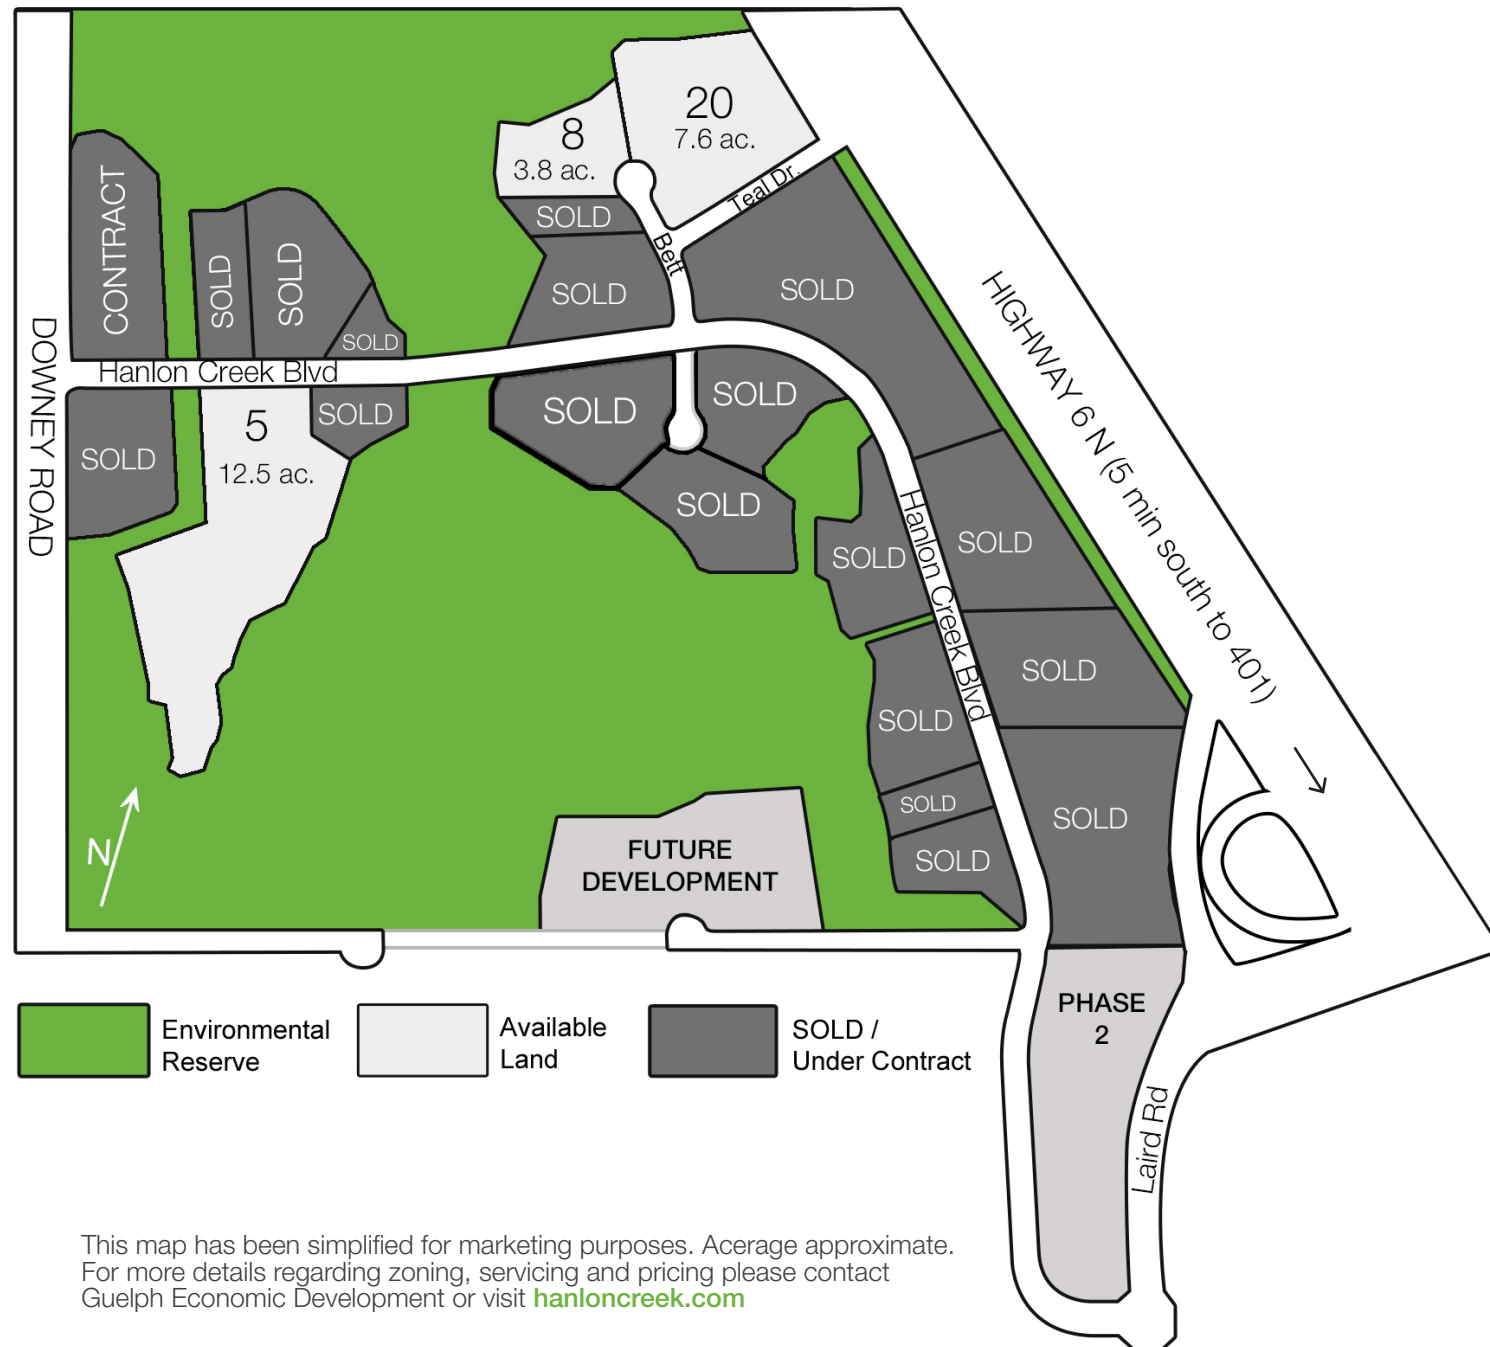 20
7.6 ac.
8
3.8 ac.
Teal Dr.
CONTRACT
SOLD
SOLD
SOLD
SOLD
Bett
SOLD
SOLD
SOLD
HIGHWAY 6 N (5 min south to 401)
DOWNEY ROAD
Hanlon Creek Blvd
5
12.5 ac.
SOLD
SOLD
SOLD
SOLD
SOLD
Hanlon Creek Blvd
SOLD
SOLD
SOLD
SOLD
SOLD
SOLD
SOLD
N
FUTURE
DEVELOPMENT
SOLD
PHASE
2
Laird Rd
Environmental
Reserve
Available
Land
SOLD /
Under Contract
This map has been simplified for marketing purposes. Acerage approximate.
For more details regarding zoning, servicing and pricing please contact
Guelph Economic Development or visit hanloncreek.com